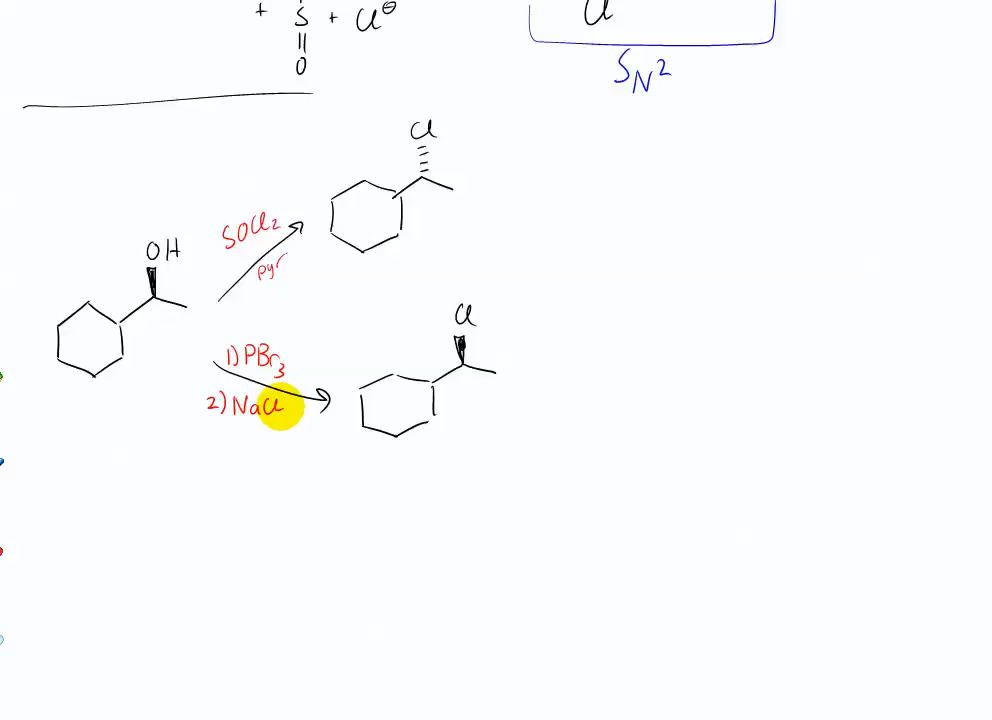 + S + Cl⊖
||
O
Cl
SN2
Cl
SOCl2
pyr
OH
Cl
1) PBr3
2) NaCl